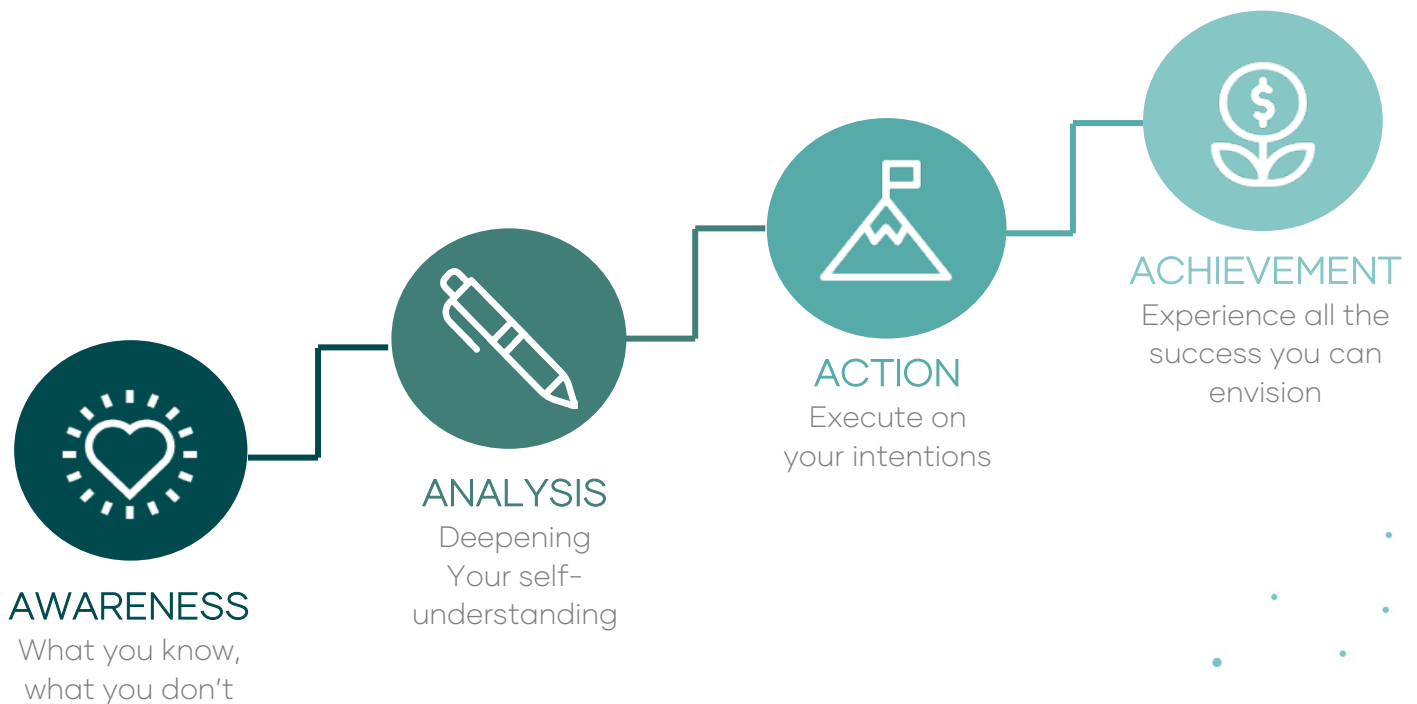 AWARENESS
What you know,
what you don't
ANALYSIS
Deepening
Your self-
understanding
ACTION
Execute on
your intentions
ACHIEVEMENT
Experience all the
success you can
envision
$